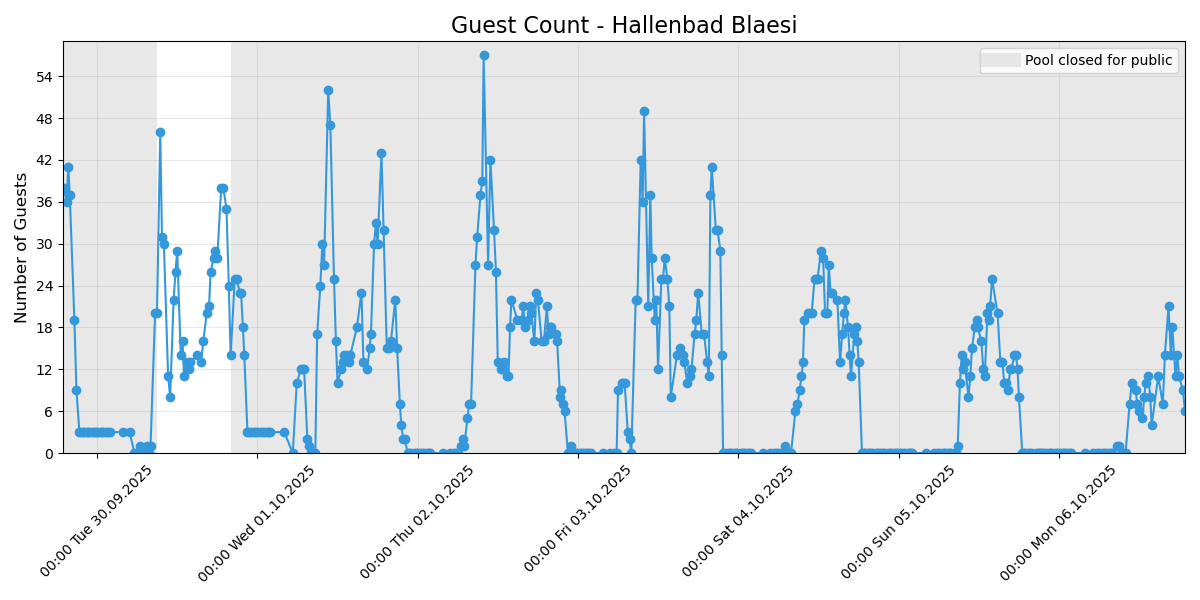 Guest Count - Hallenbad Blaesi
Pool closed for public
Number of Guests
54
48
42
36
30
24
18
12
6
0
00:00 Tue 30.09.2025
00:00 Wed 01.10.2025
00:00 Thu 02.10.2025
00:00 Fri 03.10.2025
00:00 Sat 04.10.2025
00:00 Sun 05.10.2025
00:00 Mon 06.10.2025